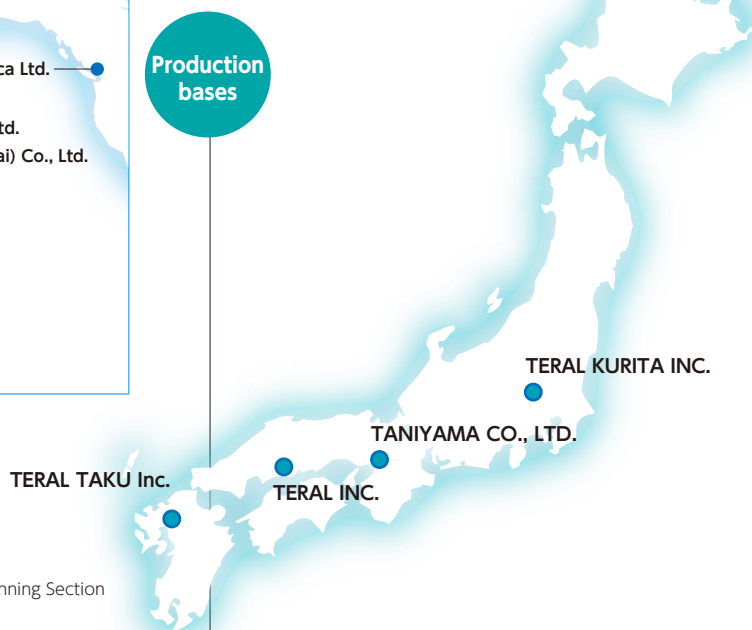 ca Ltd.
td.
ai) Co., Ltd.
Production
bases
TERAL KURITA INC.
TANIYAMA CO., LTD.
TERAL TAKU Inc.
TERAL INC.
nning Section